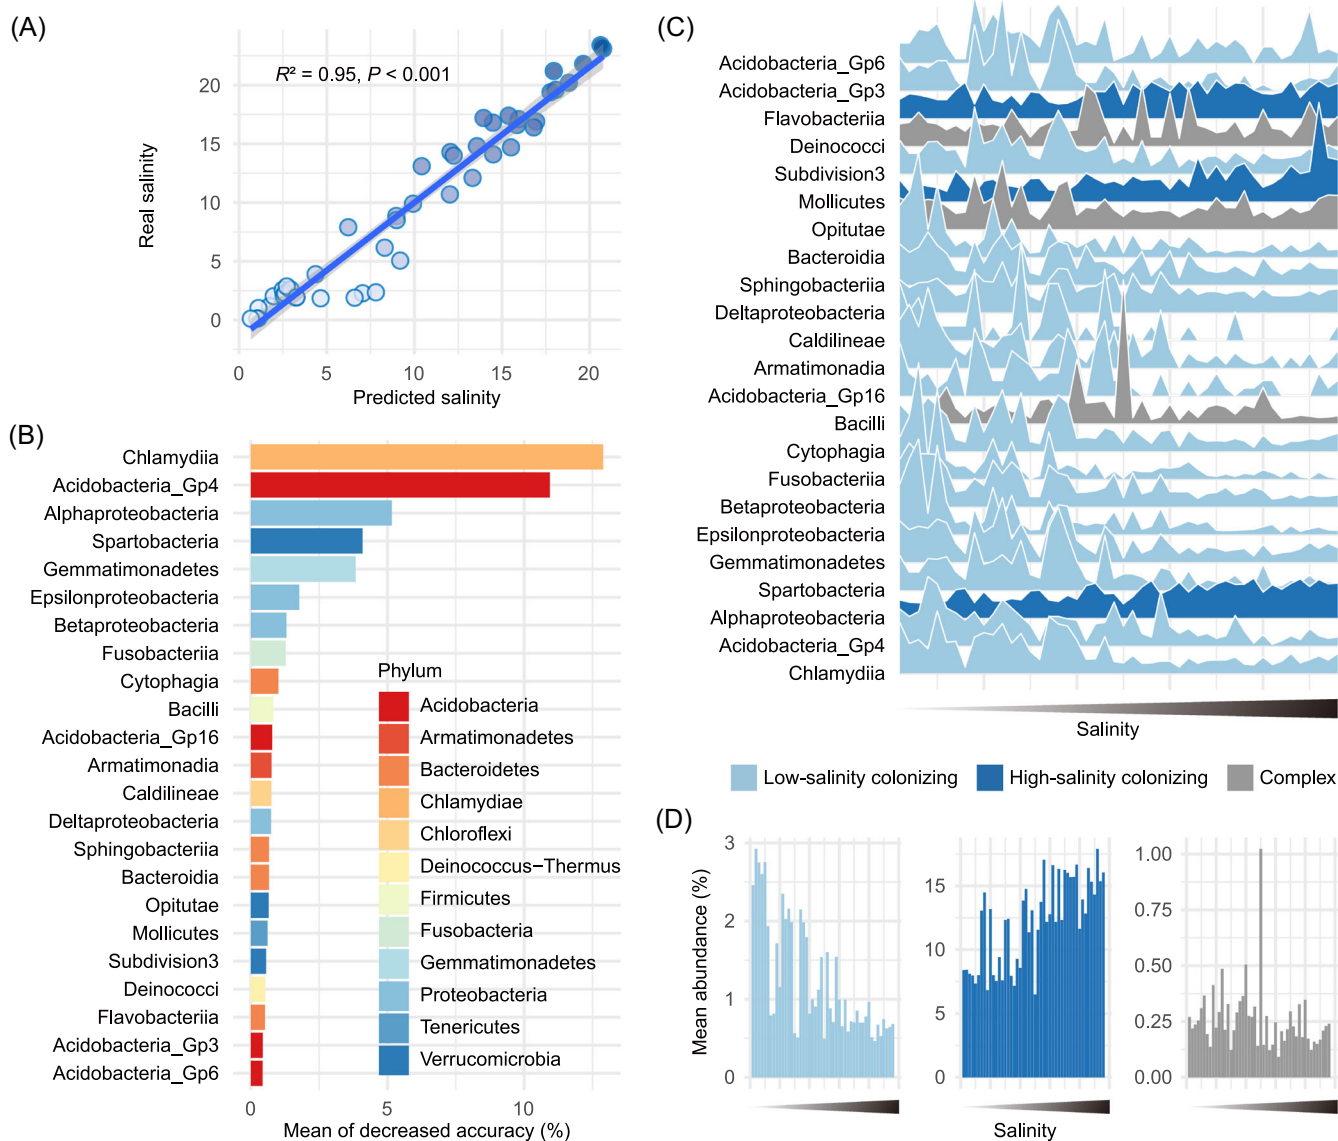 (A)
R² = 0.95, P < 0.001
Real salinity
20
15
10
5
0
0 5 10 15 20
Predicted salinity
(B)
Chlamydiia
Acidobacteria_Gp4
Alphaproteobacteria
Spartobacteria
Gemmatimonadetes
Epsilonproteobacteria
Betaproteobacteria
Fusobacteriia
Cytophagia
Bacilli
Acidobacteria_Gp16
Armatimonadia
Caldilineae
Deltaproteobacteria
Sphingobacteriia
Bacteroidia
Opitutae
Mollicutes
Subdivision3
Deinococci
Flavobacteriia
Acidobacteria_Gp3
Acidobacteria_Gp6
0 5 10
Mean of decreased accuracy (%)
Phylum
Acidobacteria
Armatimonadetes
Bacteroidetes
Chlamydiae
Chloroflexi
Deinococcus−Thermus
Firmicutes
Fusobacteria
Gemmatimonadetes
Proteobacteria
Tenericutes
Verrucomicrobia
(C)
Acidobacteria_Gp6
Acidobacteria_Gp3
Flavobacteriia
Deinococci
Subdivision3
Mollicutes
Opitutae
Bacteroidia
Sphingobacteriia
Deltaproteobacteria
Caldilineae
Armatimonadia
Acidobacteria_Gp16
Bacilli
Cytophagia
Fusobacteriia
Betaproteobacteria
Epsilonproteobacteria
Gemmatimonadetes
Spartobacteria
Alphaproteobacteria
Acidobacteria_Gp4
Chlamydiia
Salinity
Low-salinity colonizing High-salinity colonizing Complex
(D)
Mean abundance (%)
3
2
1
0
15
10
5
0
1.00
0.75
0.50
0.25
0.00
Salinity